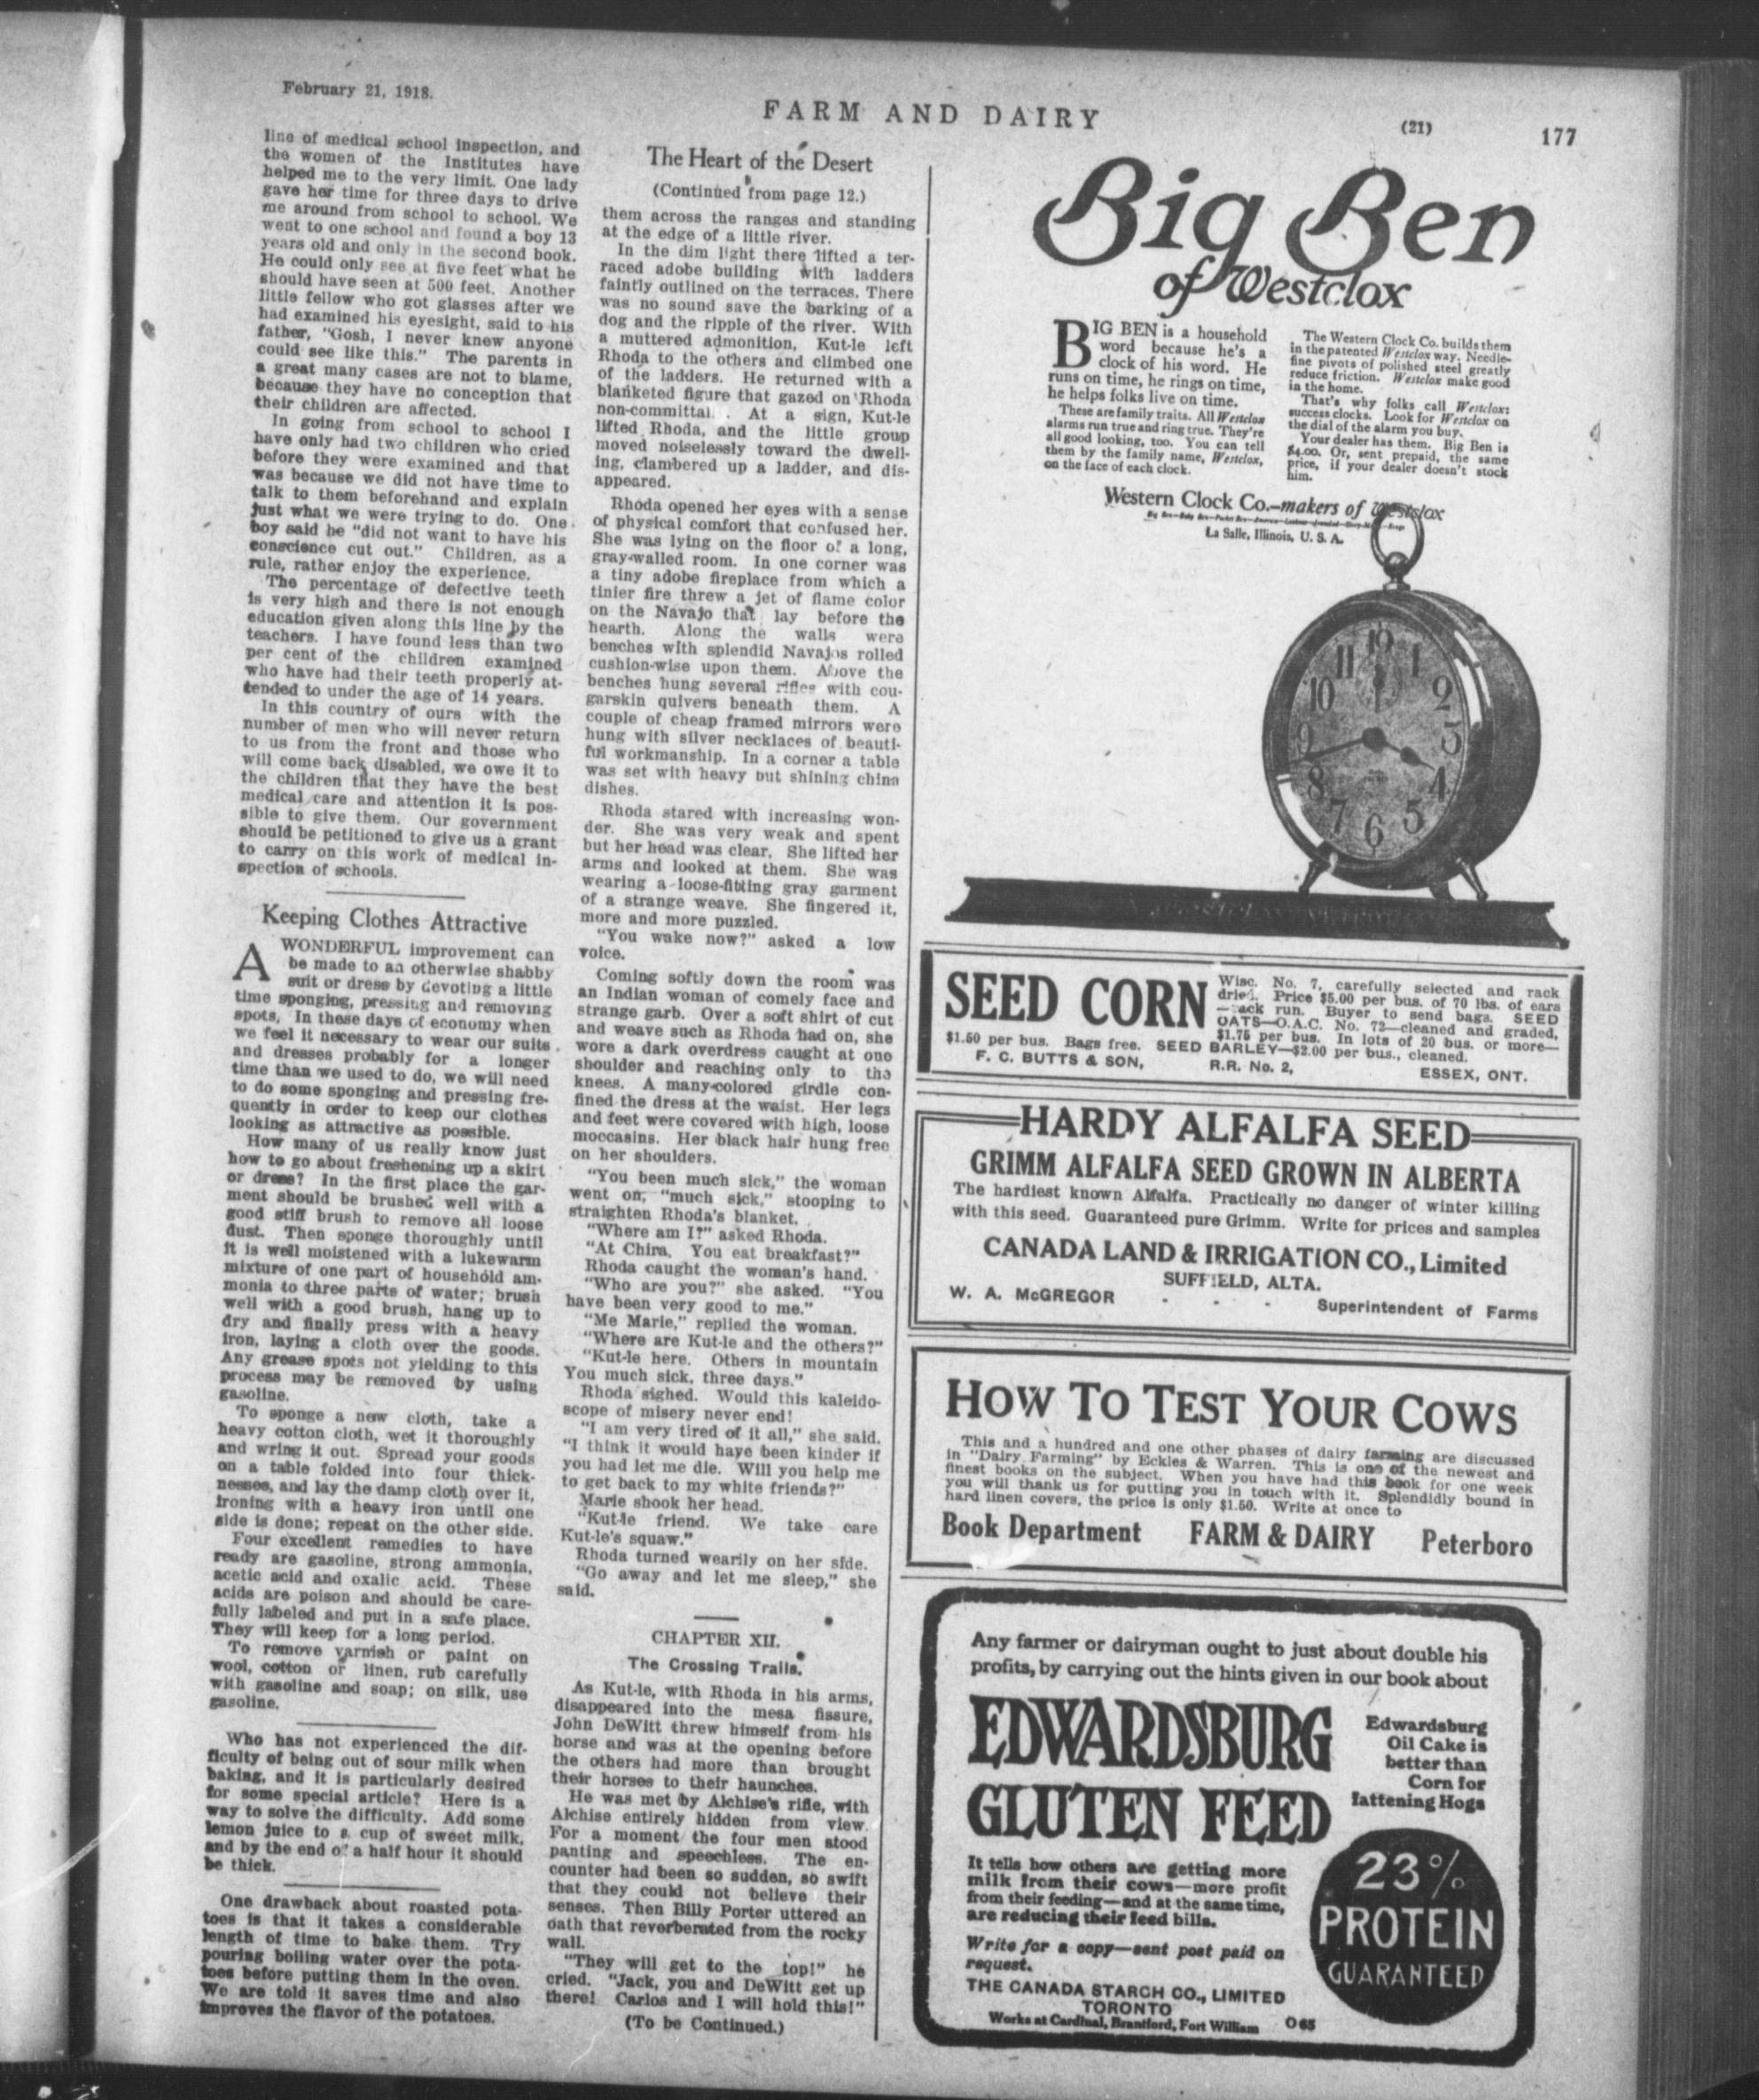 February 21, 1918.
FARM AND DAIRY
(21)
177
line of medical school inspection, and
the women of the Institutes have
helped me to the very limit. One lady
gave her time for three days to drive
me around from school to school. We
went to one school and found a boy 13
years old and only in the second book.
He could only see at five feet what he
should have seen at 500 feet. Another
little fellow who got glasses after we
had examined his eyesight, said to his
father, "Gosh, I never knew anyone
could see like this." The parents in
a great many cases are not to blame,
because they have no conception that
their children are affected.
In going from school to school I
have only had two children who cried
before they were examined and that
was because we did not have time to
talk to them beforehand and explain
just what we were trying to do. One
boy said he "did not want to have his
conscience cut out." Children, as a
rule, rather enjoy the experience.
The percentage of defective teeth
is very high and there is not enough
education given along this line by the
teachers. I have found less than two
per cent of the children examined
who have had their teeth properly at-
tended to under the age of 14 years.
In this country of ours with the
number of men who will never return
to us from the front and those who
will come back disabled, we owe it to
the children that they have the best
medical care and attention it is pos-
sible to give them. Our government
should be petitioned to give us a grant
to carry on this work of medical in-
spection of schools.
Keeping Clothes Attractive
A WONDERFUL improvement can
be made to an otherwise shabby
suit or dress by devoting a little
time sponging, pressing and removing
spots. In these days of economy when
we feel it necessary to wear our suits
and dresses probably for a longer
time than we used to do, we will need
to do some sponging and pressing fre-
quently in order to keep our clothes
looking as attractive as possible.
How many of us really know just
how to go about freshening up a skirt
or dress? In the first place the gar-
ment should be brushed well with a
good stiff brush to remove all loose
dust. Then sponge thoroughly until
it is well moistened with a lukewarm
mixture of one part of household am-
monia to three parts of water; brush
well with a good brush, hang up to
dry and finally press with a heavy
iron, laying a cloth over the goods.
Any grease spots not yielding to this
process may be removed by using
gasoline.
To sponge a new cloth, take a
heavy cotton cloth, wet it thoroughly
and wring it out. Spread your goods
on a table folded into four thick-
nesses, and lay the damp cloth over it,
ironing with a heavy iron until one
side is done; repeat on the other side.
Four excellent remedies to have
ready are gasoline, strong ammonia,
acetic acid and oxalic acid. These
acids are poison and should be care-
fully labeled and put in a safe place.
They will keep for a long period.
To remove varnish or paint on
wool, cotton or linen, rub carefully
with gasoline and soap; on silk, use
gasoline.
Who has not experienced the dif-
ficulty of being out of sour milk when
baking, and it is particularly desired
for some special article? Here is a
way to solve the difficulty. Add some
lemon juice to a cup of sweet milk,
and by the end of a half hour it should
be thick.
One drawback about roasted pota-
toes is that it takes a considerable
length of time to bake them. Try
pouring boiling water over the pota-
toes before putting them in the oven.
We are told it saves time and also
improves the flavor of the potatoes.
The Heart of the Desert
(Continued from page 12.)
them across the ranges and standing
at the edge of a little river.
In the dim light there lifted a ter-
raced adobe building with ladders
faintly outlined on the terraces. There
was no sound save the barking of a
dog and the ripple of the river. With
a muttered admonition, Kut-le left
Rhoda to the others and climbed one
of the ladders. He returned with a
blanketed figure that gazed on Rhoda
non-committal. At a sign, Kut-le
lifted Rhoda, and the little group
moved noiselessly toward the dwell-
ing, clambered up a ladder, and dis-
appeared.
Rhoda opened her eyes with a sense
of physical comfort that confused her.
She was lying on the floor of a long,
gray-walled room. In one corner was
a tiny adobe fireplace from which a
tinier fire threw a jet of flame color
on the Navajo that lay before the
hearth. Along the walls were
benches with splendid Navajos rolled
cushion-wise upon them. Above the
benches hung several rifles with cou-
garskin quivers beneath them. A
couple of cheap framed mirrors were
hung with silver necklaces of beauti-
ful workmanship. In a corner a table
was set with heavy but shining china
dishes.
Rhoda stared with increasing won-
der. She was very weak and spent
but her head was clear. She lifted her
arms and looked at them. She was
wearing a loose-fitting gray garment
of a strange weave. She fingered it,
more and more puzzled.
"You wake now?" asked a low
voice.
Coming softly down the room was
an Indian woman of comely face and
strange garb. Over a soft shirt of cut
and weave such as Rhoda had on, she
wore a dark overdress caught at one
shoulder and reaching only to the
knees. A many-colored girdle con-
fined the dress at the waist. Her legs
and feet were covered with high, loose
moccasins. Her black hair hung free
on her shoulders.
"You been much sick," the woman
went on, "much sick," stooping to
straighten Rhoda's blanket.
"Where am I?" asked Rhoda.
"At Chira. You eat breakfast?"
Rhoda caught the woman's hand.
"Who are you?" she asked. "You
have been very good to me."
"Me Marie," replied the woman.
"Where are Kut-le and the others?"
"Kut-le here. Others in mountain
You much sick, three days."
Rhoda sighed. Would this kaleido-
scope of misery never end!
"I am very tired of it all," she said.
"I think it would have been kinder if
you had let me die. Will you help me
to get back to my white friends?"
Marie shook her head.
"Kut-le friend. We take care
Kut-le's squaw."
Rhoda turned wearily on her side.
"Go away and let me sleep," she
said.
CHAPTER XII.
The Crossing Trails.
As Kut-le, with Rhoda in his arms,
disappeared into the mesa fissure,
John DeWitt threw himself from his
horse and was at the opening before
the others had more than brought
their horses to their haunches.
He was met by Alchise's rifle, with
Alchise entirely hidden from view.
For a moment the four men stood
panting and speechless. The en-
counter had been so sudden, so swift
that they could not believe their
senses. Then Billy Porter uttered an
oath that reverberated from the rocky
wall.
"They will get to the top!" he
cried. "Jack, you and DeWitt get up
there! Carlos and I will hold this!"
(To be Continued.)
Big Ben
of Westclox
BIG BEN is a household
word because he's a
clock of his word. He
runs on time, he rings on time,
he helps folks live on time.
These are family traits. All Westclox
alarms run true and ring true. They're
all good looking, too. You can tell
them by the family name, Westclox,
on the face of each clock.
The Western Clock Co. builds them
in the patented Westclox way. Needle-
fine pivots of polished steel greatly
reduce friction. Westclox make good
in the home.
That's why folks call Westclox:
success clocks. Look for Westclox on
the dial of the alarm you buy.
Your dealer has them. Big Ben is
$4.00. Or, sent prepaid, the same
price, if your dealer doesn't stock
him.
Western Clock Co.–makers of Westclox
La Salle, Illinois, U. S. A.
12 1 2 3 4 5 6 7 8 9 10 11
SEED CORN
Wisc. No. 7, carefully selected and rack
dried. Price $5.00 per bus. of 70 lbs. of ears
run. Buyer to send bags. SEED
OATS—O.A.C. No. 72—cleaned and graded,
$1.75 per bus. In lots of 20 bus. or more—
$1.50 per bus. Bags free. SEED BARLEY—$2.00 per bus., cleaned.
F. C. BUTTS & SON, R.R. No. 2, ESSEX, ONT.
HARDY ALFALFA SEED
GRIMM ALFALFA SEED GROWN IN ALBERTA
The hardiest known Alfalfa. Practically no danger of winter killing
with this seed. Guaranteed pure Grimm. Write for prices and samples
CANADA LAND & IRRIGATION CO., Limited
SUFFIELD, ALTA.
W. A. McGREGOR - - - Superintendent of Farms
HOW TO TEST YOUR COWS
This and a hundred and one other phases of dairy farming are discussed
in "Dairy Farming" by Eckles & Warren. This is one of the newest and
finest books on the subject. When you have had this book for one week
you will thank us for putting you in touch with it. Splendidly bound in
hard linen covers, the price is only $1.50. Write at once to
Book Department FARM & DAIRY Peterboro
Any farmer or dairyman ought to just about double his
profits, by carrying out the hints given in our book about
EDWARDSBURG
GLUTEN FEED
Edwardsburg
Oil Cake is
better than
Corn for
fattening Hogs
It tells how others are getting more
milk from their cows—more profit
from their feeding—and at the same time,
are reducing their feed bills.
Write for a copy—sent post paid on
request.
THE CANADA STARCH CO., LIMITED
TORONTO
Works at Cardinal, Brantford, Fort William O 65
23%
PROTEIN
GUARANTEED